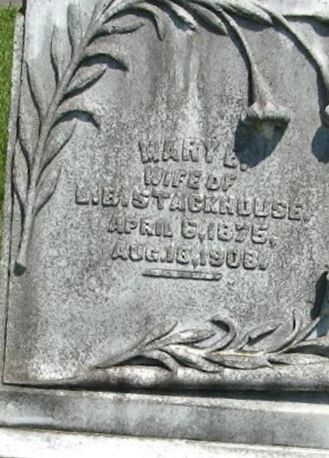 MARY E.
WIFE OF
L.B. STACKHOUSE,
APRIL 6, 1875,
AUG. 18, 1908.